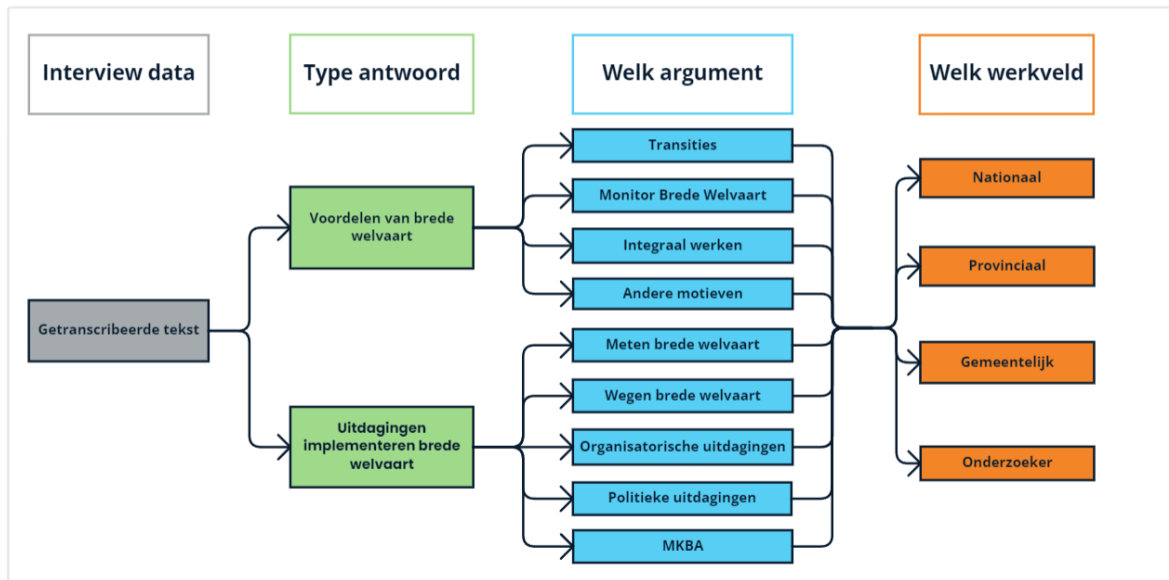 Interview data
Type antwoord
Welk argument
Welk werkveld
Getranscribeerde tekst
Voordelen van brede
welvaart
Uitdagingen
implementeren brede
welvaart
Transities
Monitor Brede Welvaart
Integraal werken
Andere motieven
Meten brede welvaart
Wegen brede welvaart
Organisatorische uitdagingen
Politieke uitdagingen
MKBA
Nationaal
Provinciaal
Gemeentelijk
Onderzoeker